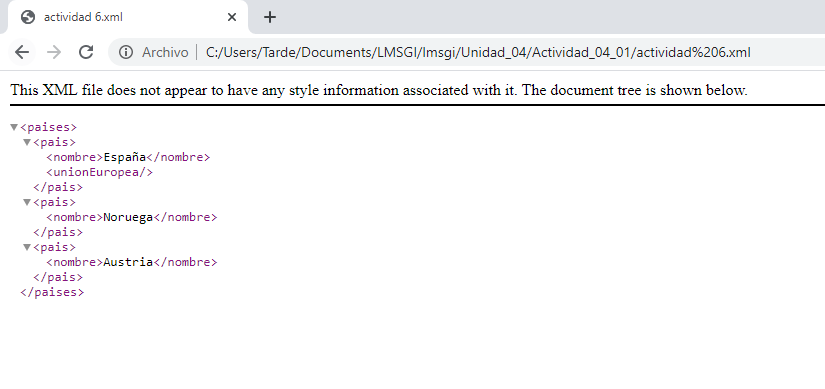 actividad 6.xml
Archivo | C:/Users/Tarde/Documents/LMSGI/lmsgi/Unidad_04/Actividad_04_01/actividad%206.xml
This XML file does not appear to have any style information associated with it. The document tree is shown below.
<paises>
<pais>
<nombre>España</nombre>
<unionEuropea/>
</pais>
<pais>
<nombre>Noruega</nombre>
</pais>
<pais>
<nombre>Austria</nombre>
</pais>
</paises>